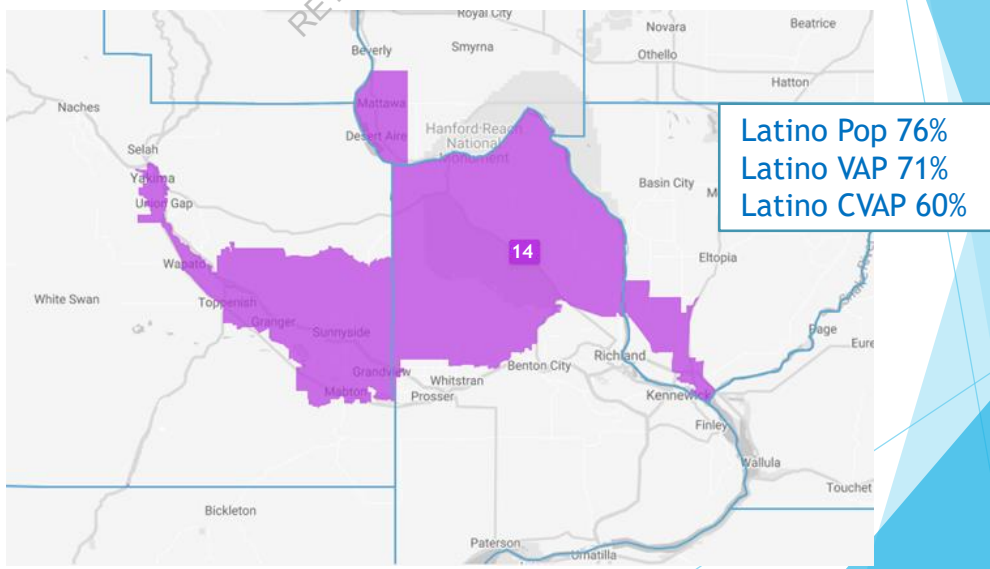 RET
Royal City
Novara
Beatrice
Beverly
Smyrna
Othello
Hatton
Naches
Mattawa
Desert Aire
Hanford Reach
National
Monument
Selah
Yakima
Union Gap
Basin City
M
Latino Pop 76%
Latino VAP 71%
Latino CVAP 60%
14
Eltopia
Wapato
White Swan
Toppenish
Granger
Sunnyside
Page
Eure
Richland
Benton City
Grandview
Whitstran
Mabton
Prosser
Kennewick
Finley
Wallula
Touchet
Bickleton
Paterson
Umatilla